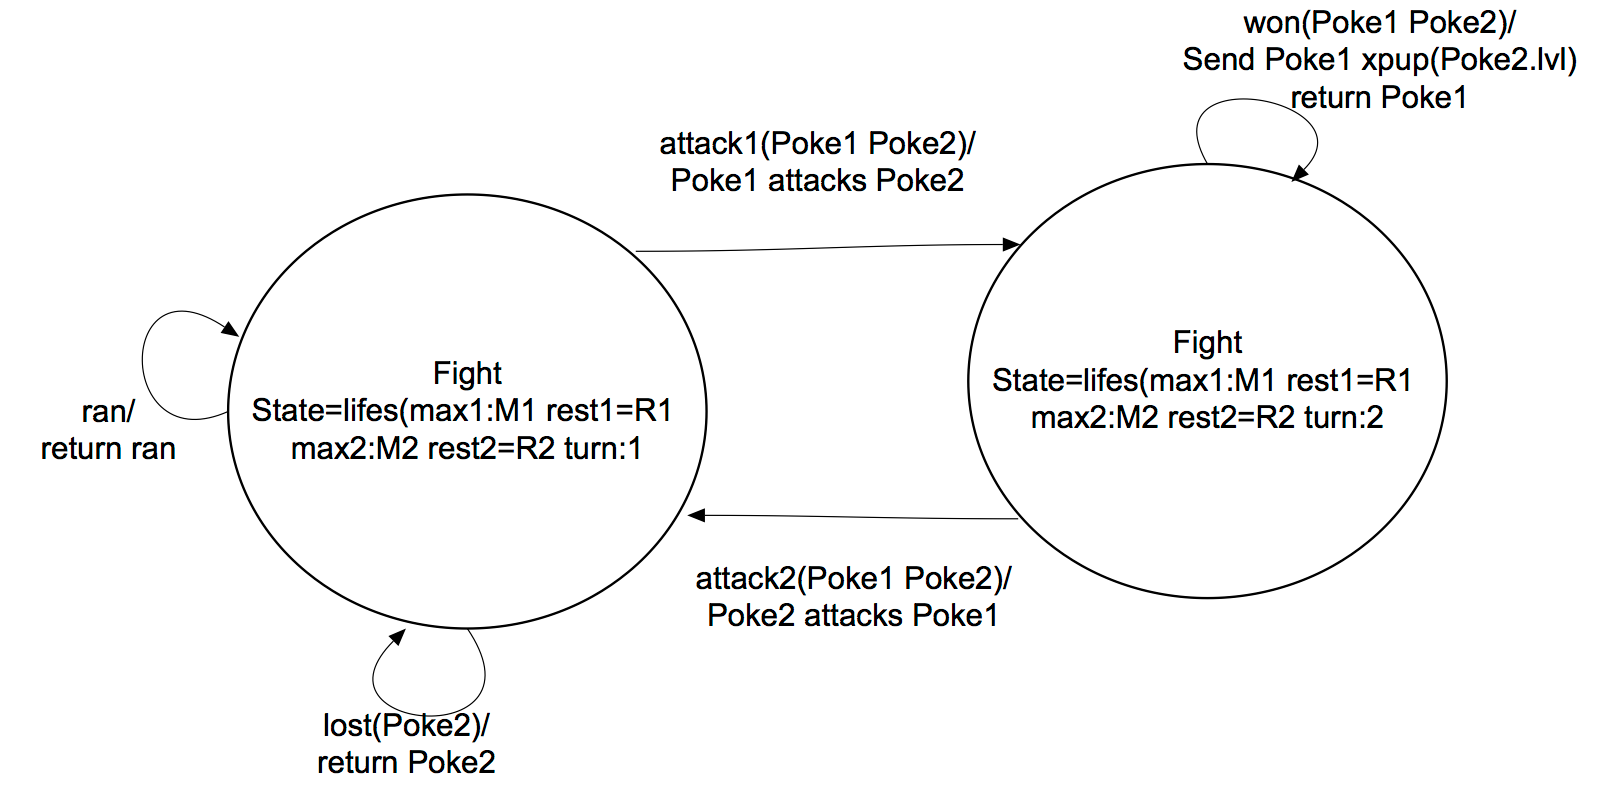 won(Poke1 Poke2)/
Send Poke1 xpup(Poke2.lvl)
return Poke1
attack1(Poke1 Poke2)/
Poke1 attacks Poke2
Fight
State=lifes(max1:M1 rest1=R1
max2:M2 rest2=R2 turn:2
Fight
State=lifes(max1:M1 rest1=R1
max2:M2 rest2=R2 turn:1
ran/
return ran
attack2(Poke1 Poke2)/
Poke2 attacks Poke1
lost(Poke2)/
return Poke2